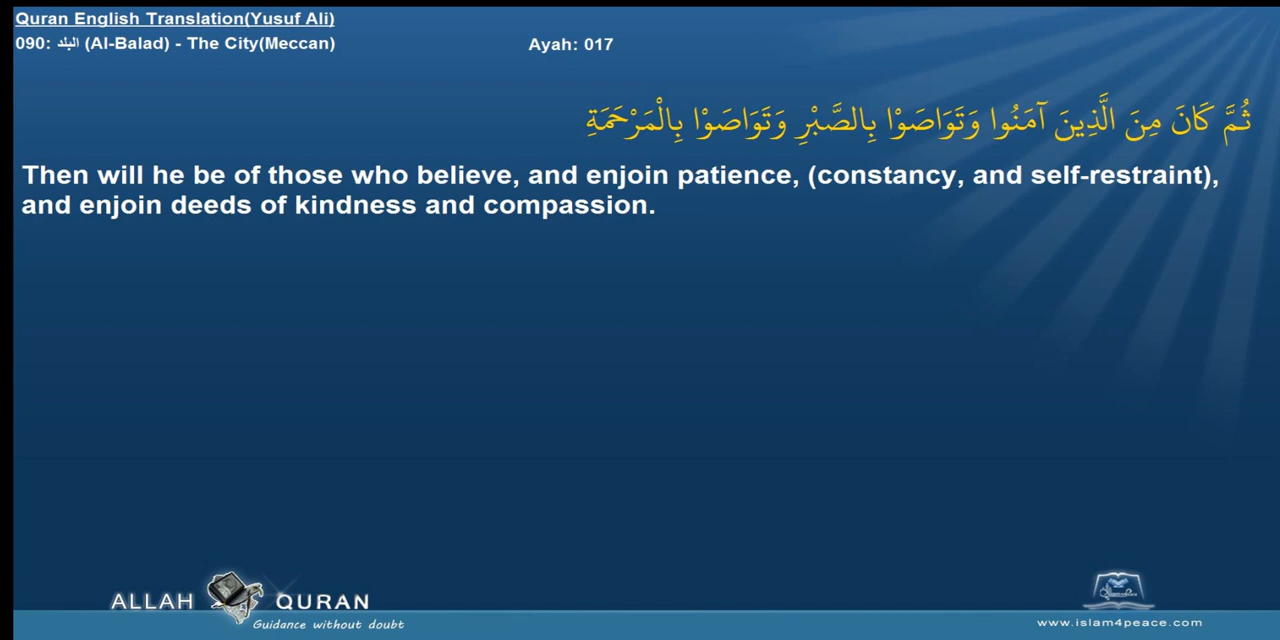 Quran English Translation(Yusuf Ali)
090: البلد (Al-Balad) - The City(Meccan)
Ayah: 017
ثُمَّ كَانَ مِنَ الَّذِينَ آمَنُوا وَتَوَاصَوْا بِالصَّبْرِ وَتَوَاصَوْا بِالْمَرْحَمَةِ
Then will he be of those who believe, and enjoin patience, (constancy, and self-restraint),
and enjoin deeds of kindness and compassion.
ALLAH QURAN
Guidance without doubt
www.islam4peace.com